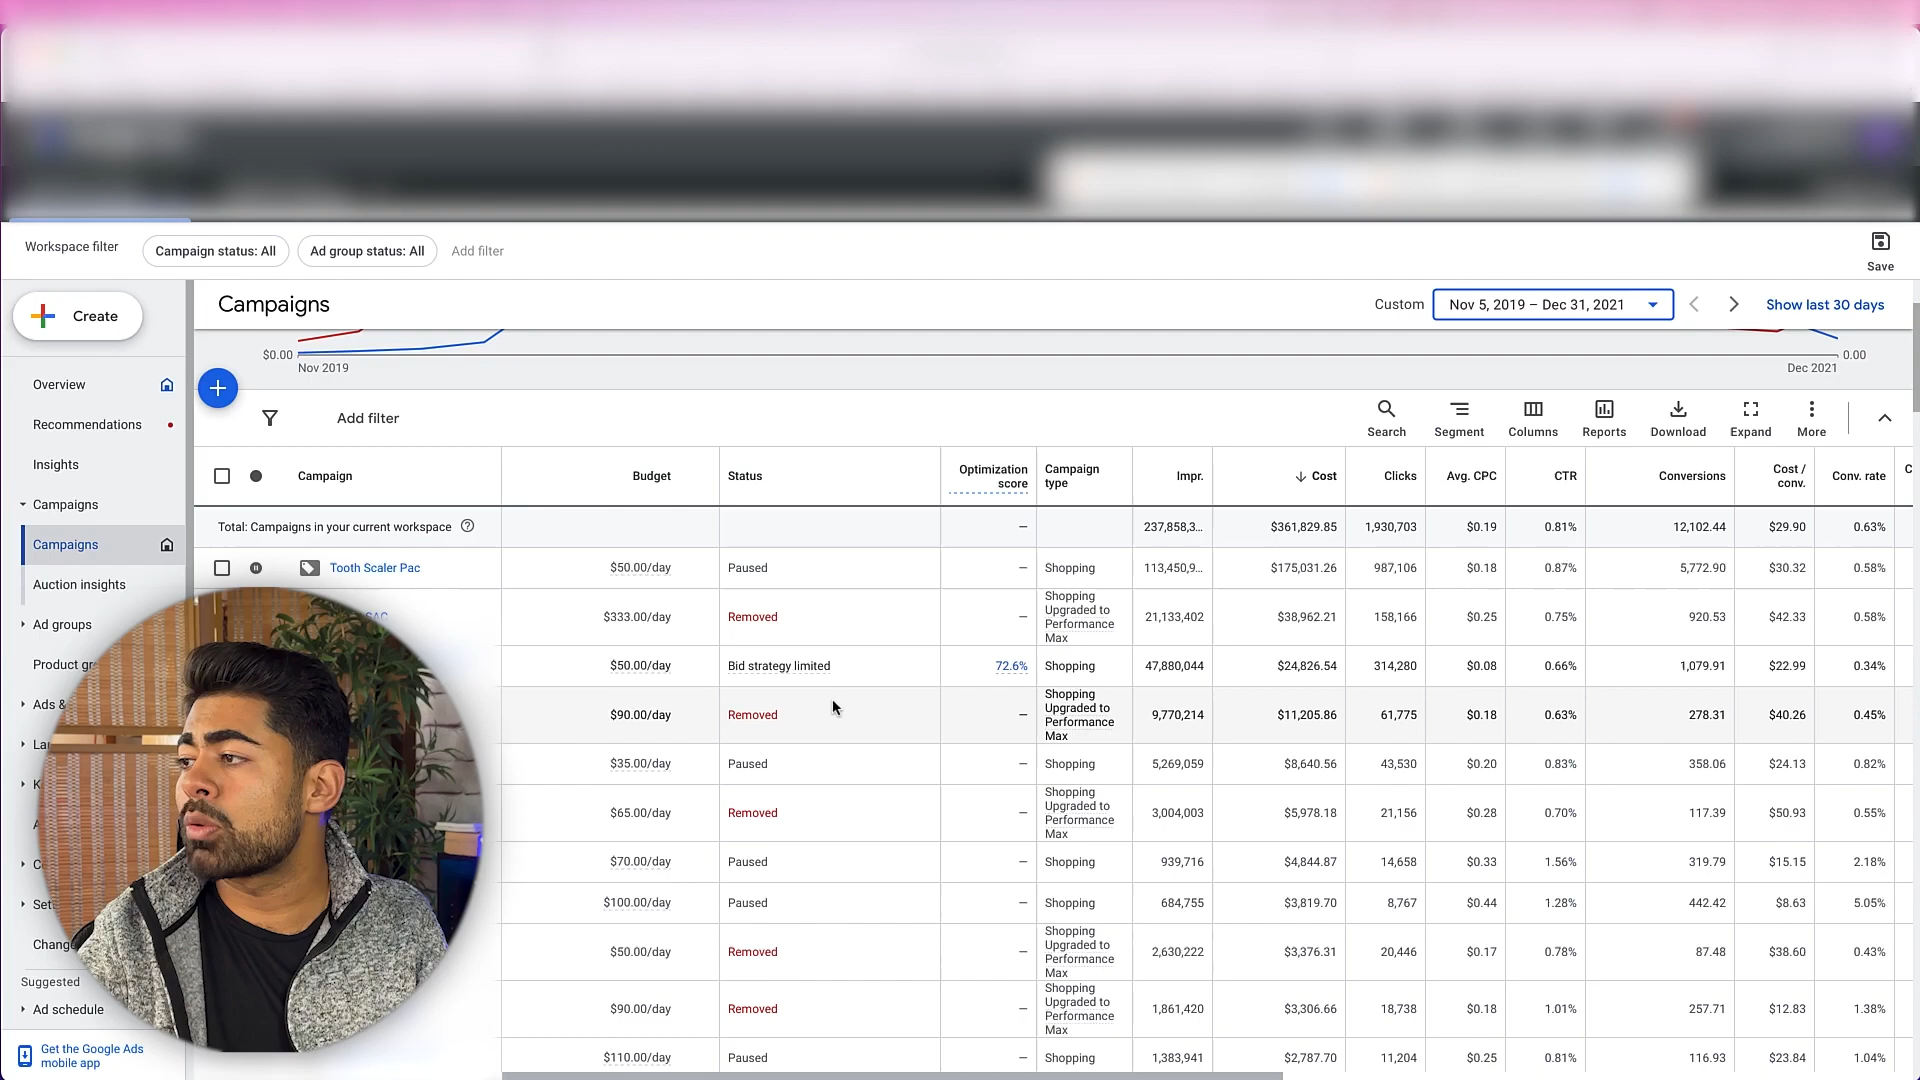 Workspace filter
Campaign status: All
Ad group status: All
Add filter
Save
Create
Campaigns
Custom
Nov 5, 2019 – Dec 31, 2021
Show last 30 days
$0.00
0.00
Nov 2019
Dec 2021
Overview
Recommendations
Insights
Campaigns
Campaigns
Auction insights
Ad groups
Product gr
Ads &
La
K
A
C
Set
Chang
Suggested
Ad schedule
Get the Google Ads
mobile app
Add filter
Search
Segment
Columns
Reports
Download
Expand
More
Campaign Budget Status Optimization score Campaign type Impr. Cost Clicks Avg. CPC CTR Conversions Cost / conv. Conv. rate C
Total: Campaigns in your current workspace — 237,858,3… $361,829.85 1,930,703 $0.19 0.81% 12,102.44 $29.90 0.63%
Tooth Scaler Pac $50.00/day Paused — Shopping 113,450,9… $175,031.26 987,106 $0.18 0.87% 5,772.90 $30.32 0.58%
$333.00/day Removed — Shopping Upgraded to Performance Max 21,133,402 $38,962.21 158,166 $0.25 0.75% 920.53 $42.33 0.58%
$50.00/day Bid strategy limited 72.6% Shopping 47,880,044 $24,826.54 314,280 $0.08 0.66% 1,079.91 $22.99 0.34%
$90.00/day Removed — Shopping Upgraded to Performance Max 9,770,214 $11,205.86 61,775 $0.18 0.63% 278.31 $40.26 0.45%
$35.00/day Paused — Shopping 5,269,059 $8,640.56 43,530 $0.20 0.83% 358.06 $24.13 0.82%
$65.00/day Removed — Shopping Upgraded to Performance Max 3,004,003 $5,978.18 21,156 $0.28 0.70% 117.39 $50.93 0.55%
$70.00/day Paused — Shopping 939,716 $4,844.87 14,658 $0.33 1.56% 319.79 $15.15 2.18%
$100.00/day Paused — Shopping 684,755 $3,819.70 8,767 $0.44 1.28% 442.42 $8.63 5.05%
$50.00/day Removed — Shopping Upgraded to Performance Max 2,630,222 $3,376.31 20,446 $0.17 0.78% 87.48 $38.60 0.43%
$90.00/day Removed — Shopping Upgraded to Performance Max 1,861,420 $3,306.66 18,738 $0.18 1.01% 257.71 $12.83 1.38%
$110.00/day Paused — Shopping 1,383,941 $2,787.70 11,204 $0.25 0.81% 116.93 $23.84 1.04%